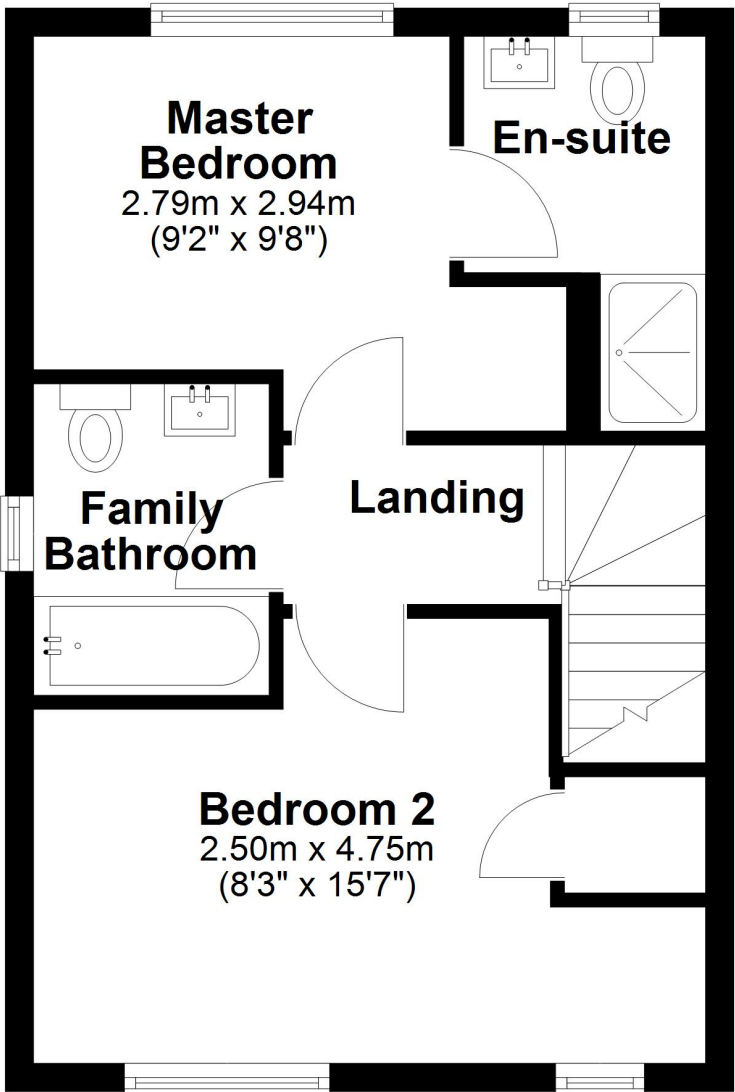 Master
Bedroom
2.79m x 2.94m
(9'2" x 9'8")
En-suite
Family
Bathroom
Landing
Bedroom 2
2.50m x 4.75m
(8'3" x 15'7")